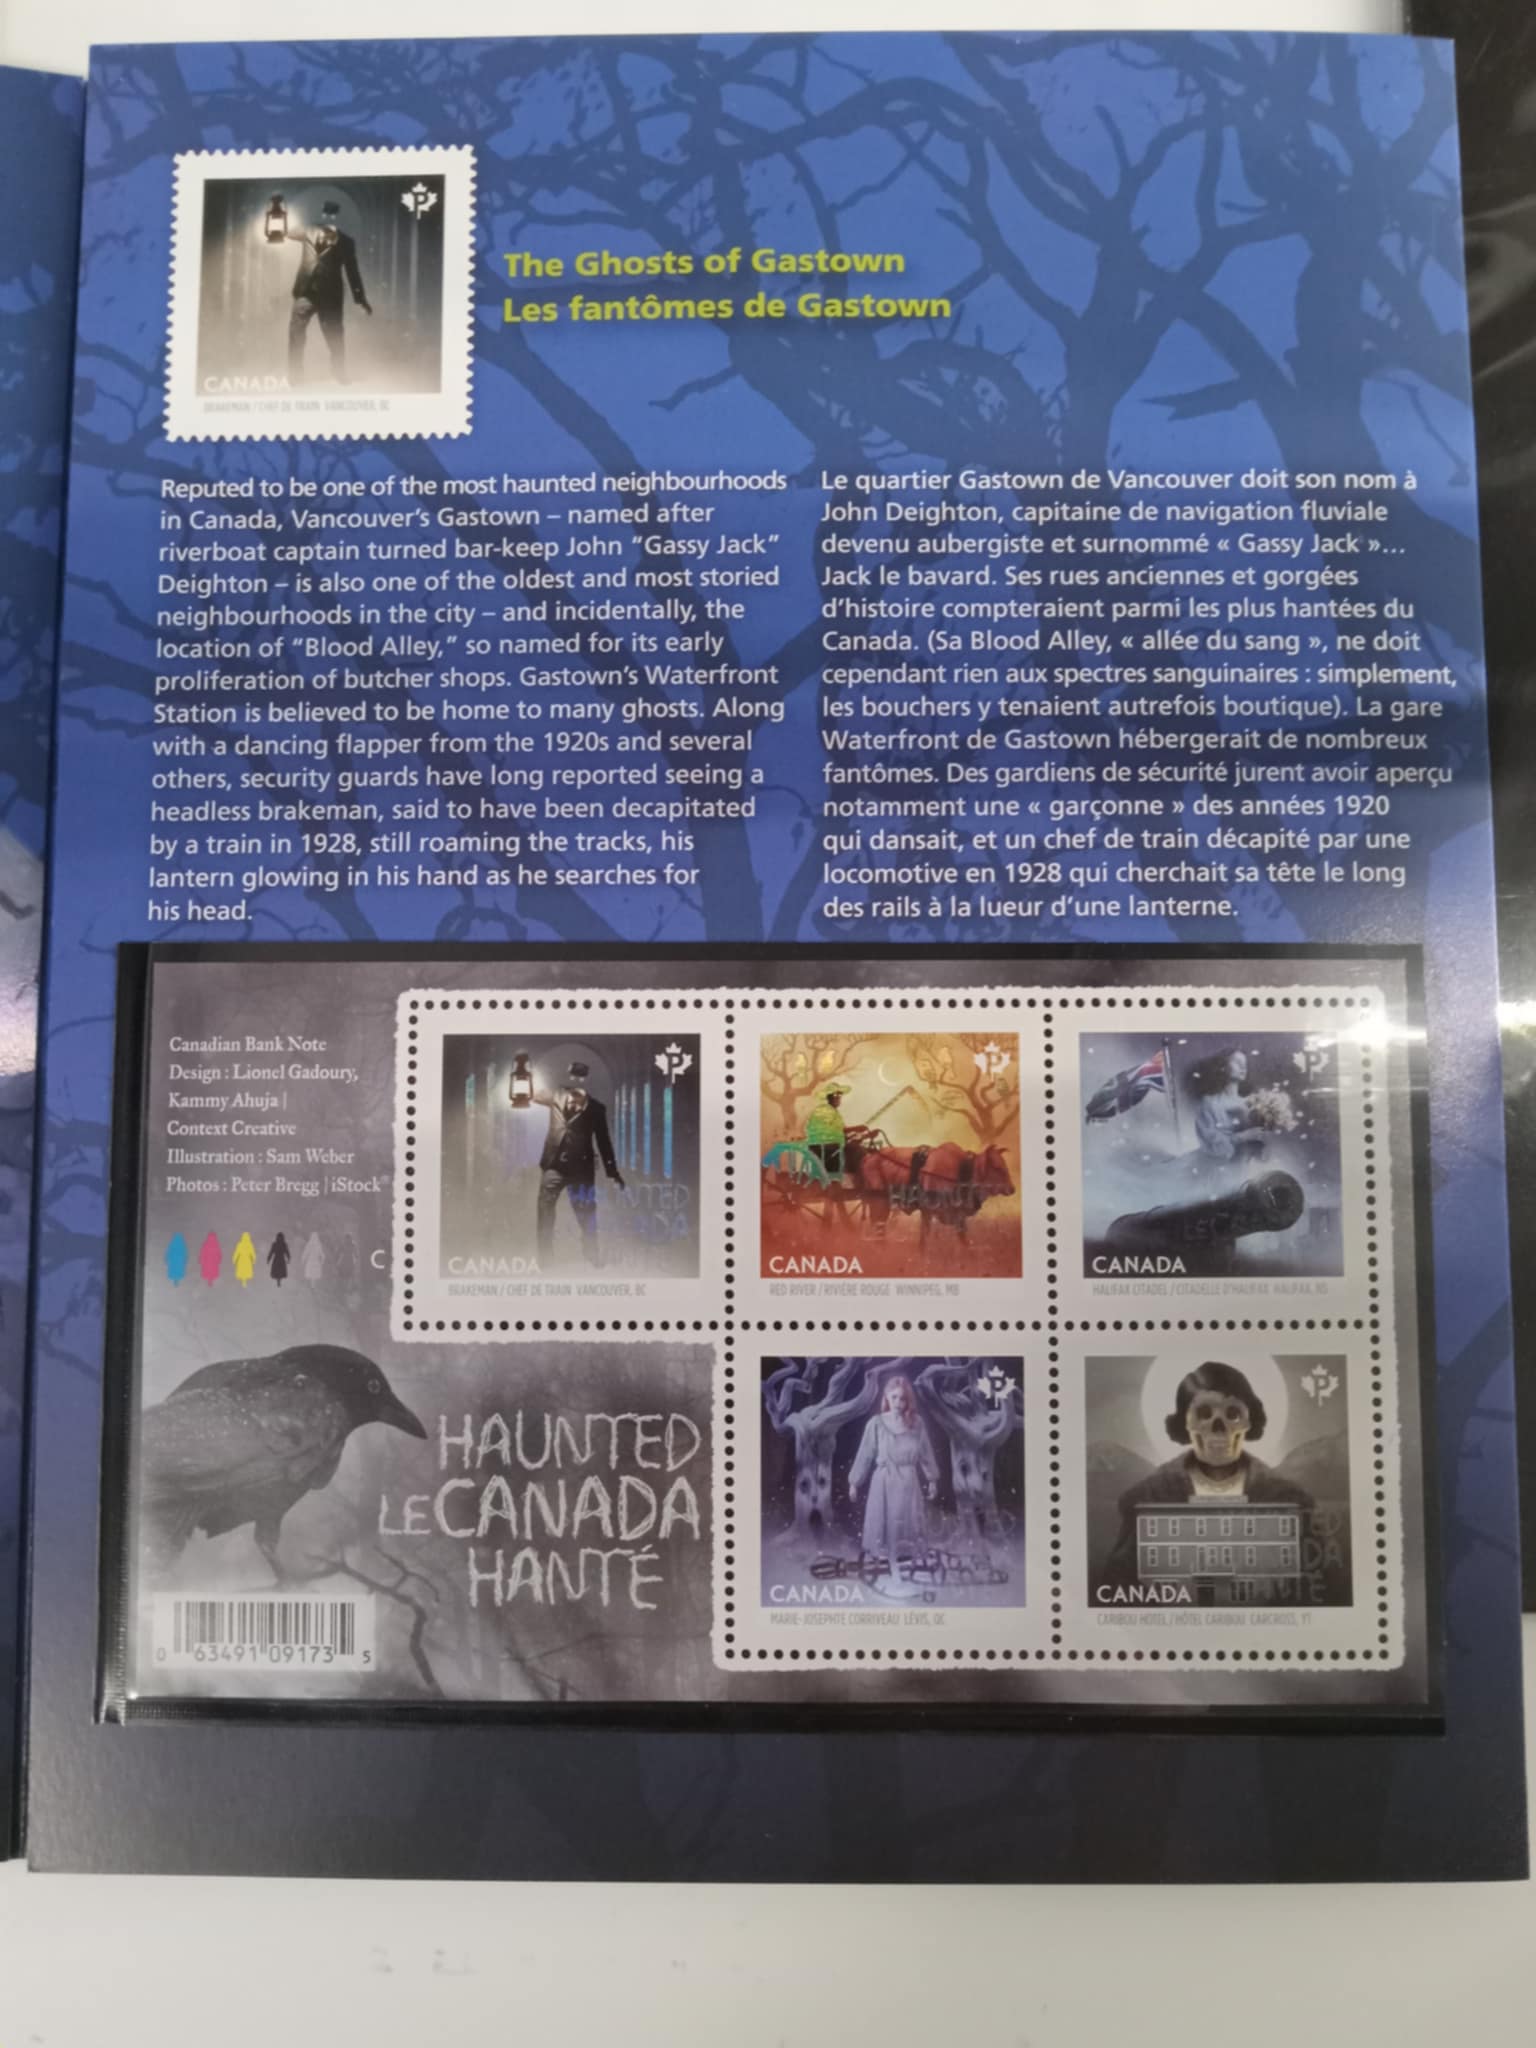 P
CANADA
BRAKEMAN / CHEF DE TRAIN VANCOUVER, BC
The Ghosts of Gastown
Les fantômes de Gastown
Reputed to be one of the most haunted neighbourhoods
in Canada, Vancouver's Gastown – named after
riverboat captain turned bar-keep John "Gassy Jack"
Deighton – is also one of the oldest and most storied
neighbourhoods in the city – and incidentally, the
location of "Blood Alley," so named for its early
proliferation of butcher shops. Gastown's Waterfront
Station is believed to be home to many ghosts. Along
with a dancing flapper from the 1920s and several
others, security guards have long reported seeing a
headless brakeman, said to have been decapitated
by a train in 1928, still roaming the tracks, his
lantern glowing in his hand as he searches for
his head.
Le quartier Gastown de Vancouver doit son nom à
John Deighton, capitaine de navigation fluviale
devenu aubergiste et surnommé « Gassy Jack »...
Jack le bavard. Ses rues anciennes et gorgées
d'histoire compteraient parmi les plus hantées du
Canada. (Sa Blood Alley, « allée du sang », ne doit
cependant rien aux spectres sanguinaires : simplement,
les bouchers y tenaient autrefois boutique). La gare
Waterfront de Gastown hébergerait de nombreux
fantômes. Des gardiens de sécurité jurent avoir aperçu
notamment une « garçonne » des années 1920
qui dansait, et un chef de train décapité par une
locomotive en 1928 qui cherchait sa tête le long
des rails à la lueur d'une lanterne.
Canadian Bank Note
Design : Lionel Gadoury,
Kammy Ahuja |
Context Creative
Illustration : Sam Weber
Photos : Peter Bregg | iStock®
C
P
HAUNTED
CANADA
CANADA
BRAKEMAN / CHEF DE TRAIN VANCOUVER, BC
P
HAUNTED
CANADA
RED RIVER / RIVIÈRE ROUGE WINNIPEG, MB
P
CANADA
HALIFAX CITADEL / CITADELLE D'HALIFAX HALIFAX, NS
HAUNTED
LE CANADA
HANTÉ
0 63491 09173 5
P
HAUNTED
CANADA
MARIE-JOSEPHTE CORRIVEAU LÉVIS, QC
P
CANADA
HANTÉ
CARIBOU HOTEL / HÔTEL CARIBOU CARCROSS, YT